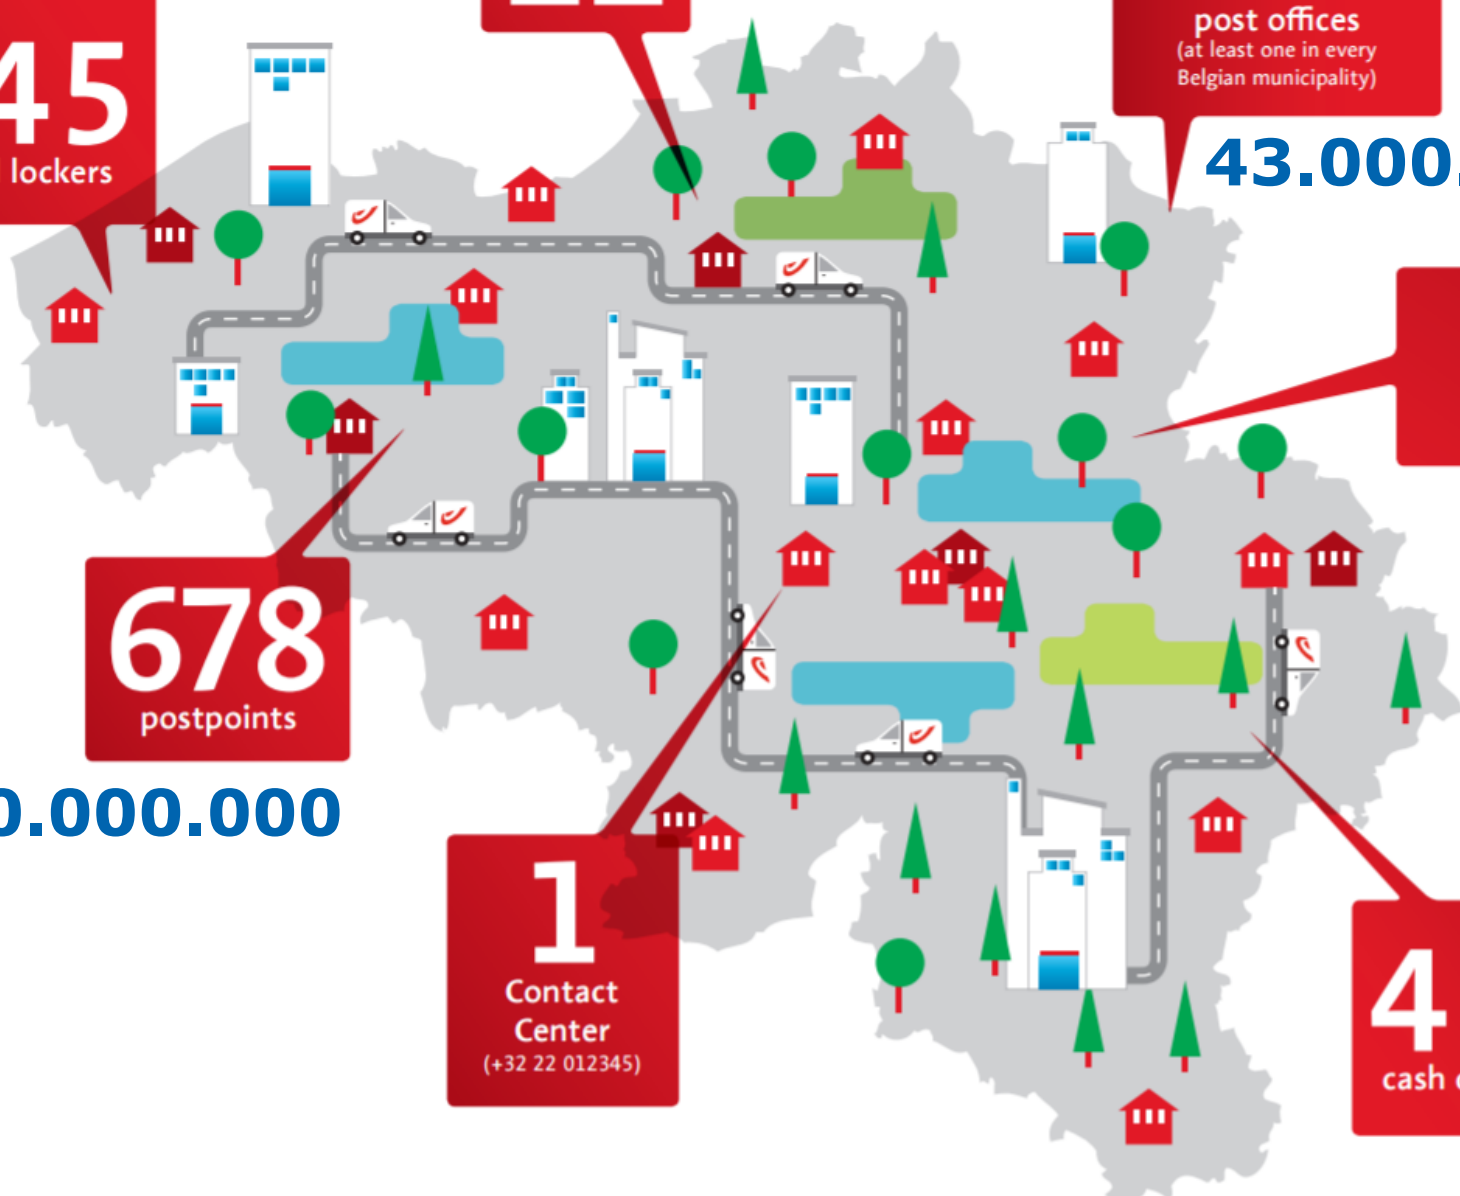 45
lockers
post offices
(at least one in every
Belgian municipality)
43.000.
678
postpoints
0.000.000
1
Contact
Center
(+32 22 012345)
4
cash